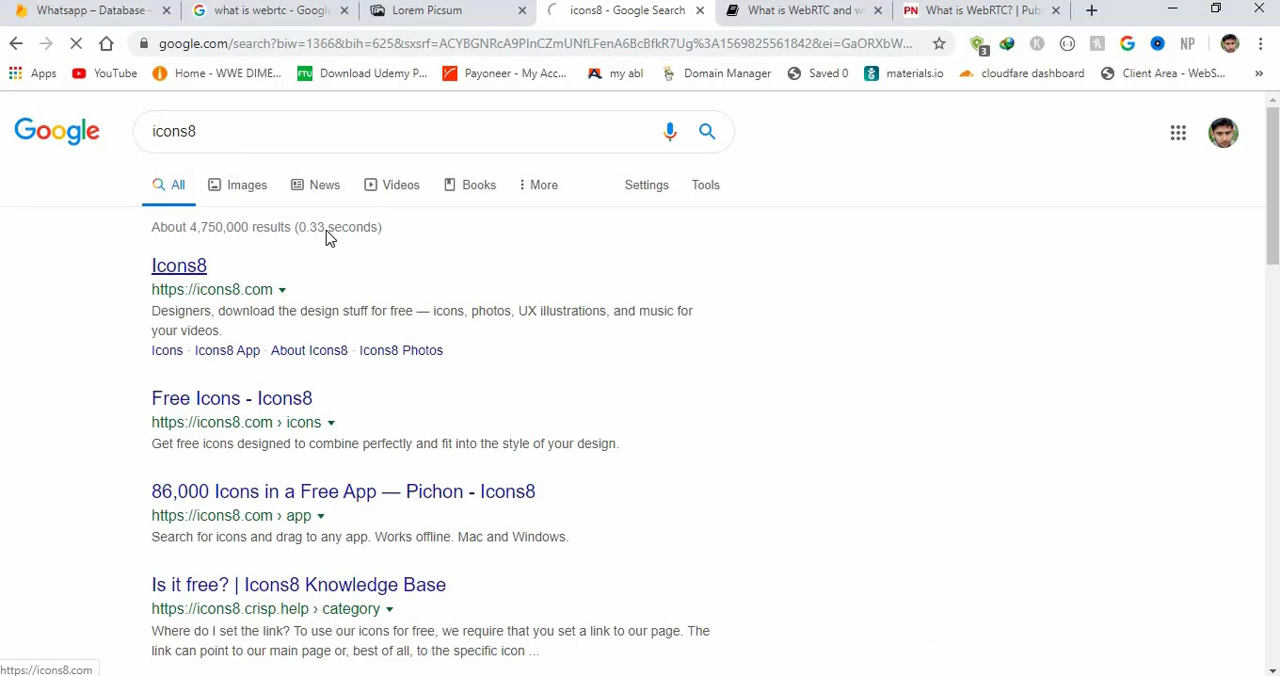 Whatsapp – Database
what is webrtc - Googl
Lorem Picsum
icons8 - Google Search
What is WebRTC and w
PN What is WebRTC? | Pub
google.com/search?biw=1366&bih=625&sxsrf=ACYBGNRcA9PInCZmUNfLFenA6BcBfkR7Ug%3A1569825561842&ei=GaORXbW...
3
K
NP
Apps
YouTube
Home - WWE DIME...
FTU Download Udemy P...
Payoneer - My Acc...
my abl
Domain Manager
Saved 0
materials.io
cloudfare dashboard
Client Area - WebS...
»
Google
icons8
All
Images
News
Videos
Books
More
Settings
Tools
About 4,750,000 results (0.33 seconds)
Icons8
https://icons8.com
Designers, download the design stuff for free — icons, photos, UX illustrations, and music for
your videos.
Icons · Icons8 App · About Icons8 · Icons8 Photos
Free Icons - Icons8
https://icons8.com › icons
Get free icons designed to combine perfectly and fit into the style of your design.
86,000 Icons in a Free App — Pichon - Icons8
https://icons8.com › app
Search for icons and drag to any app. Works offline. Mac and Windows.
Is it free? | Icons8 Knowledge Base
https://icons8.crisp.help › category
Where do I set the link? To use our icons for free, we require that you set a link to our page. The
link can point to our main page or, best of all, to the specific icon ...
https://icons8.com